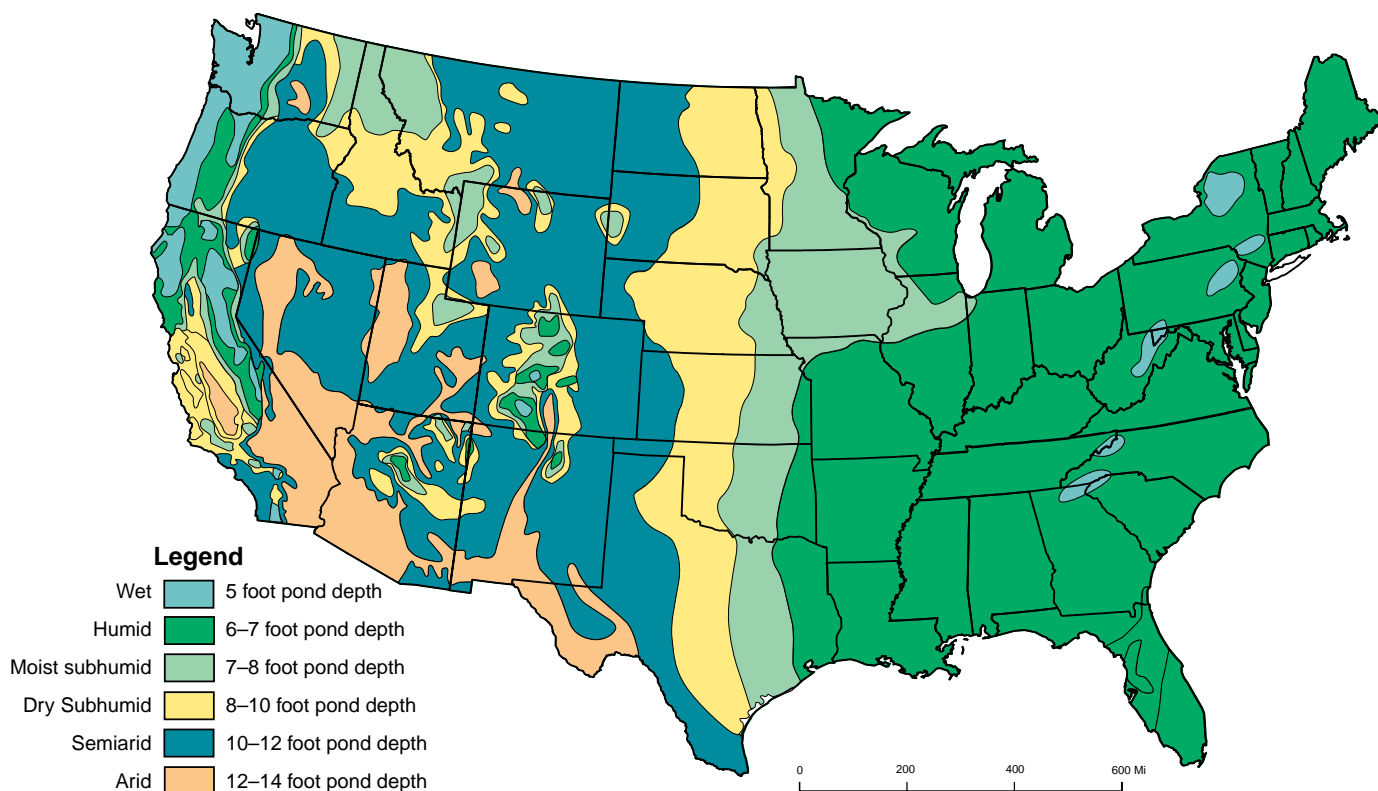 Legend
Wet 5 foot pond depth
Humid 6–7 foot pond depth
Moist subhumid 7–8 foot pond depth
Dry Subhumid 8–10 foot pond depth
Semiarid 10–12 foot pond depth
Arid 12–14 foot pond depth
0 200 400 600 Mi